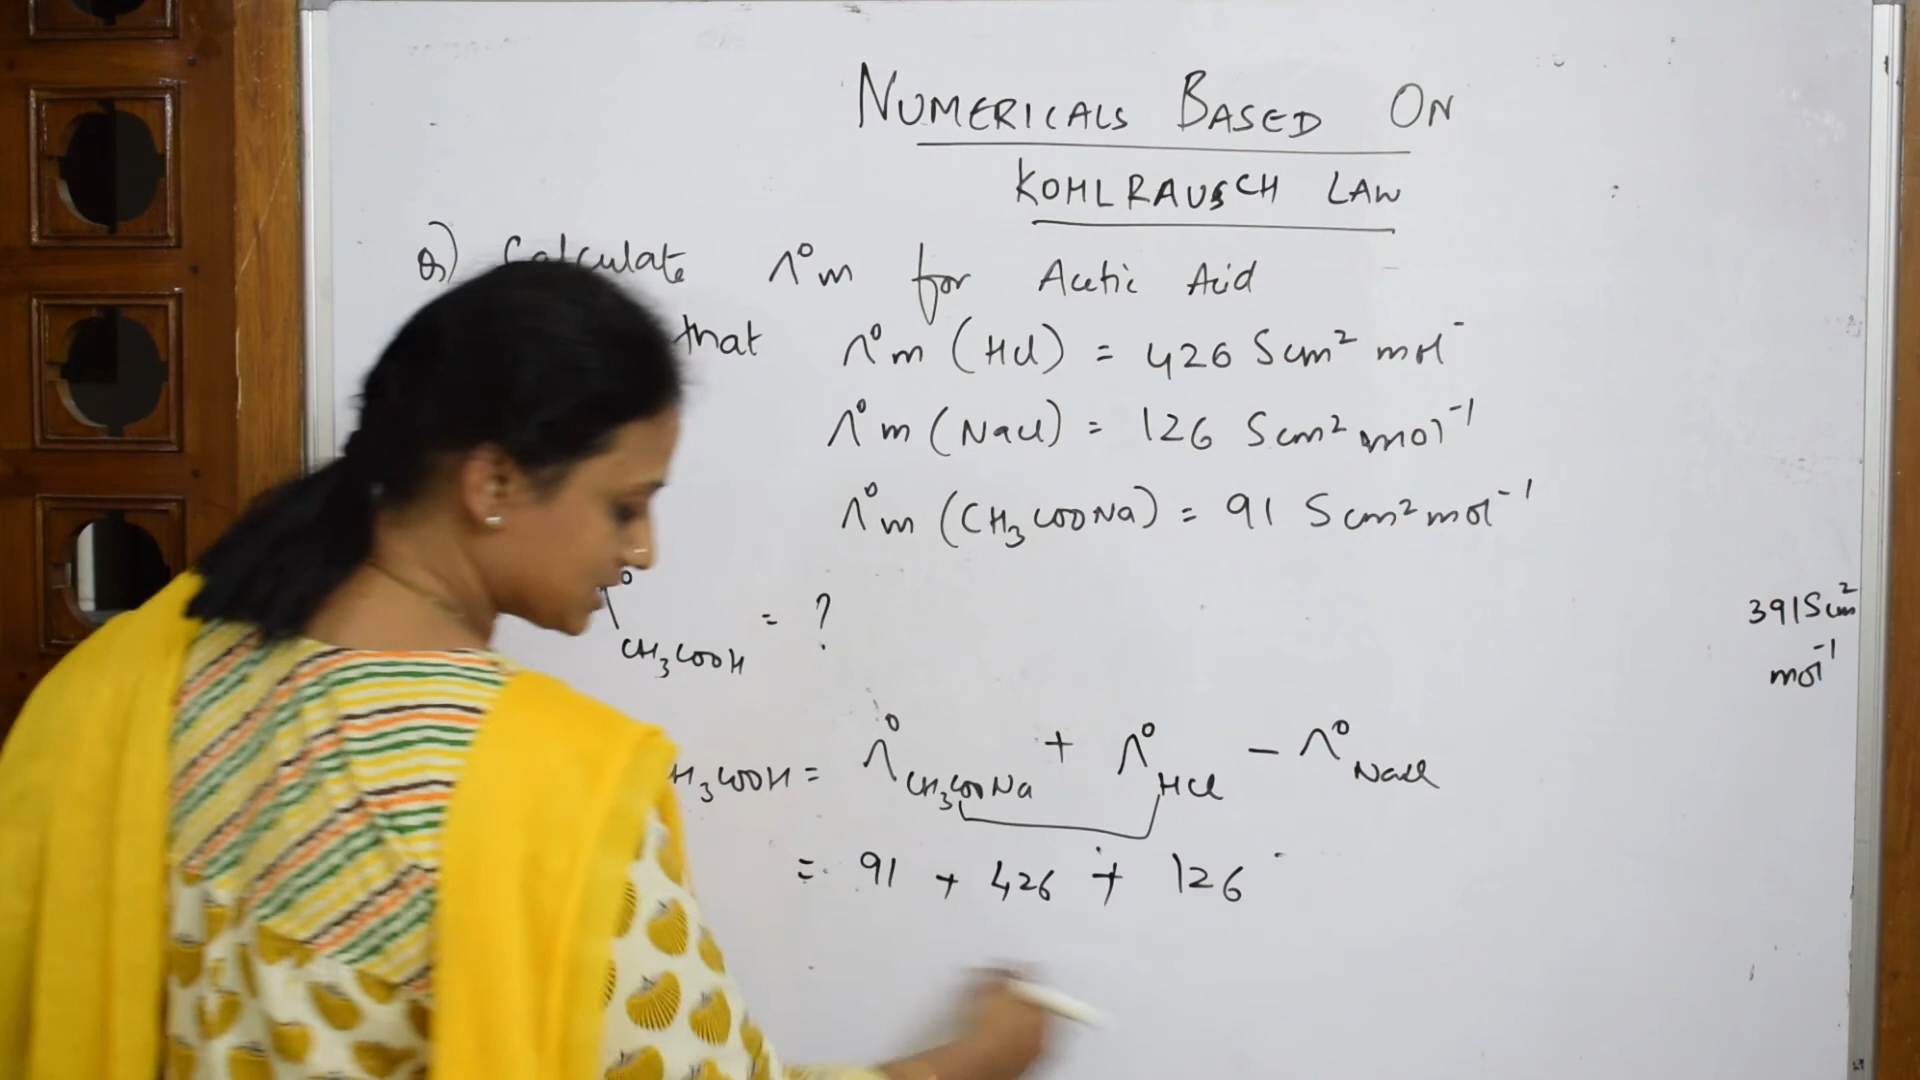 NUMERICALS BASED ON
KOHLRAUSCH LAW
Q) Calculate Λ°m for Acetic Acid
that Λ°m (HCl) = 426 S cm² mol⁻
Λ°m (NaCl) = 126 S cm² mol⁻¹
Λ°m (CH₃COONa) = 91 S cm² mol⁻¹
Λ° CH₃COOH = ?
391 S cm²
mol⁻¹
H₃COOH = Λ° CH₃COONa + Λ° HCl − Λ° NaCl
= 91 + 426 + 126